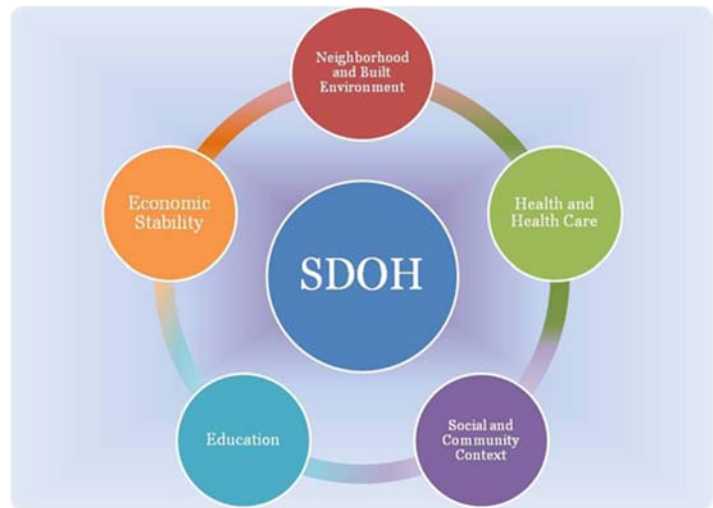 Neighborhood
and Built
Environment
Economic
Stability
Health and
Health Care
SDOH
Education
Social and
Community
Context